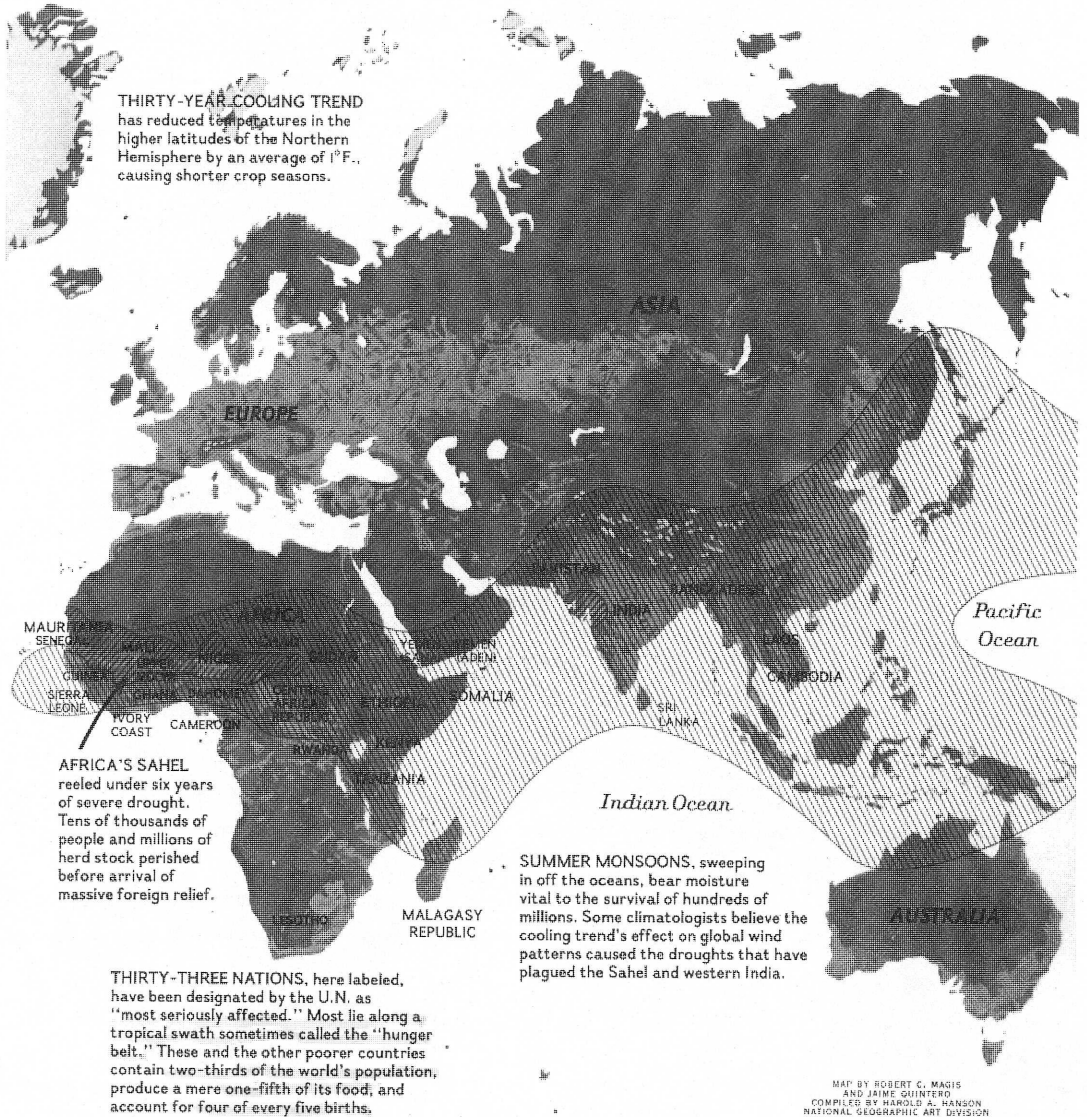 THIRTY-YEAR COOLING TREND
has reduced temperatures in the
higher latitudes of the Northern
Hemisphere by an average of 1°F.,
causing shorter crop seasons.
ASIA
EUROPE
PAKISTAN
BANGLADESH
INDIA
AFRICA
MAURITANIA
SENEGAL
MALI
NIGER
CHAD
SUDAN
YEMEN
(SANA)
YEMEN
(ADEN)
LAOS
Pacific
Ocean
GUINEA
UPPER
VOLTA
CAMBODIA
SIERRA
LEONE
GHANA
DAHOMEY
CENTRAL
AFRICAN
REPUBLIC
ETHIOPIA
SOMALIA
SRI
LANKA
IVORY
COAST
CAMEROON
RWANDA
KENYA
TANZANIA
AFRICA'S SAHEL
reeled under six years
of severe drought.
Tens of thousands of
people and millions of
herd stock perished
before arrival of
massive foreign relief.
Indian Ocean
LESOTHO
MALAGASY
REPUBLIC
SUMMER MONSOONS, sweeping
in off the oceans, bear moisture
vital to the survival of hundreds of
millions. Some climatologists believe the
cooling trend's effect on global wind
patterns caused the droughts that have
plagued the Sahel and western India.
AUSTRALIA
THIRTY-THREE NATIONS, here labeled,
have been designated by the U.N. as
"most seriously affected." Most lie along a
tropical swath sometimes called the "hunger
belt." These and the other poorer countries
contain two-thirds of the world's population,
produce a mere one-fifth of its food, and
account for four of every five births.
MAP BY ROBERT C. MAGIS
AND JAIME QUINTERO
COMPILED BY HAROLD A. HANSON
NATIONAL GEOGRAPHIC ART DIVISION